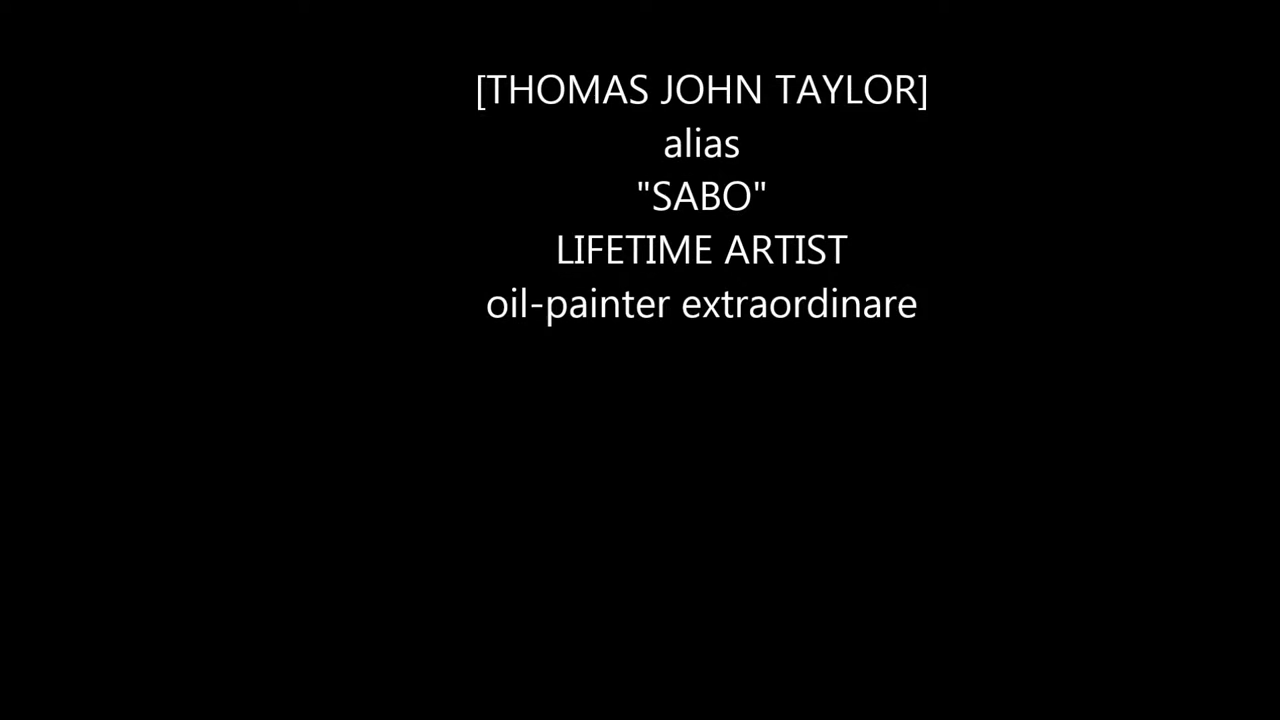 [THOMAS JOHN TAYLOR]
alias
"SABO"
LIFETIME ARTIST
oil-painter extraordinare